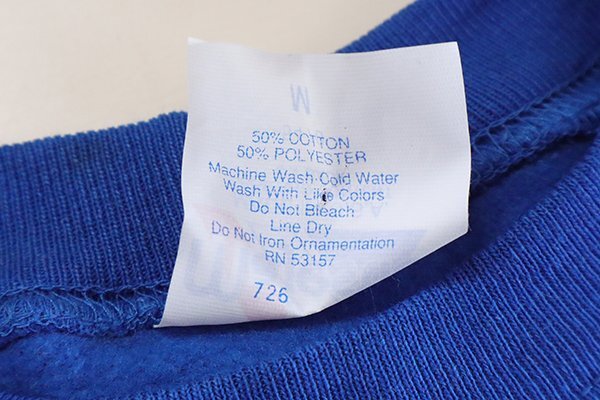 M
50% COTTON
50% POLYESTER
Machine Wash Cold Water
Wash With Like Colors
Do Not Bleach
Line Dry
Do Not Iron Ornamentation
RN 53157
726